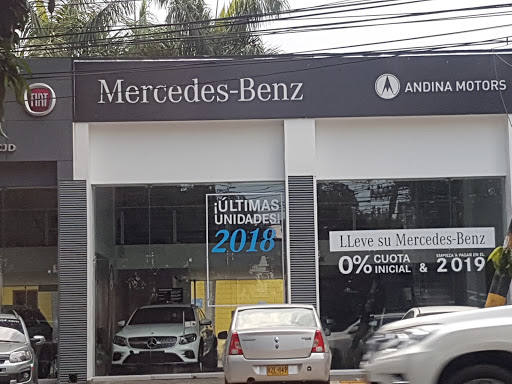 FIAT
Mercedes-Benz
ANDINA MOTORS
¡ÚLTIMAS
UNIDADES!
2018
LLeve su Mercedes-Benz
0% CUOTA INICIAL & EMPIEZA A PAGAR EN EL 2019